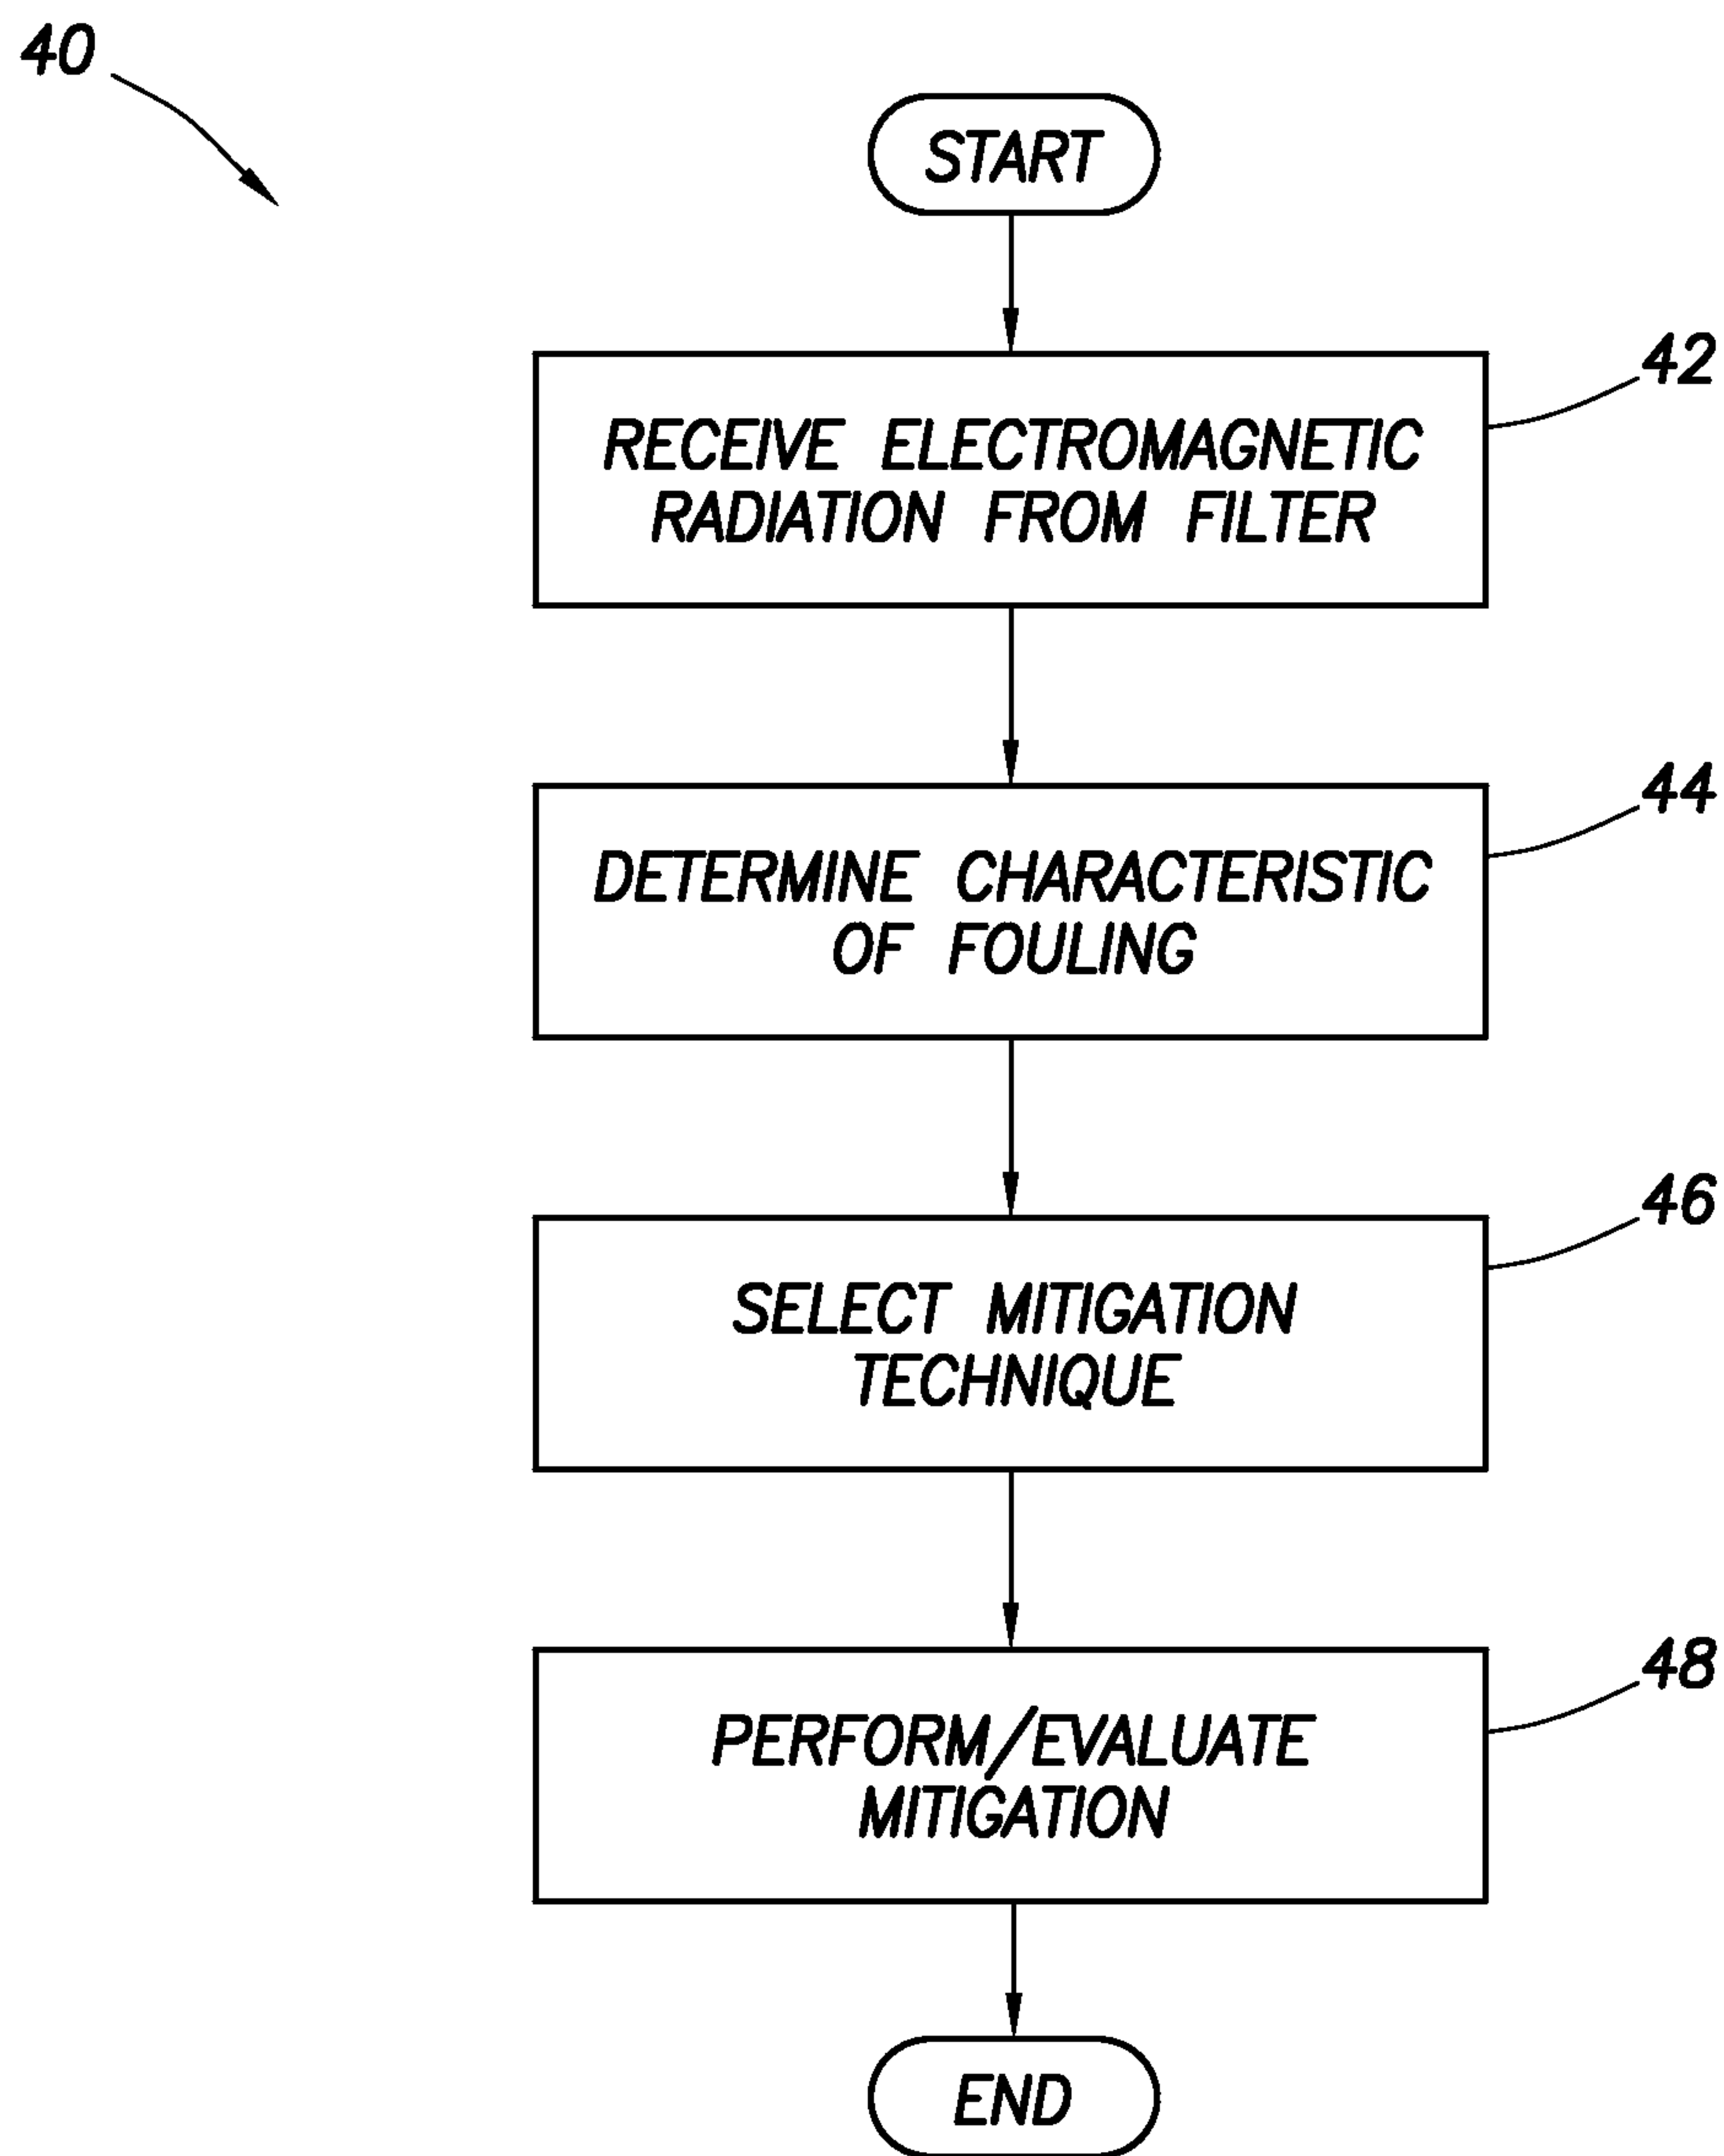 40
START
42
RECEIVE ELECTROMAGNETIC
RADIATION FROM FILTER
44
DETERMINE CHARACTERISTIC
OF FOULING
46
SELECT MITIGATION
TECHNIQUE
48
PERFORM/EVALUATE
MITIGATION
END